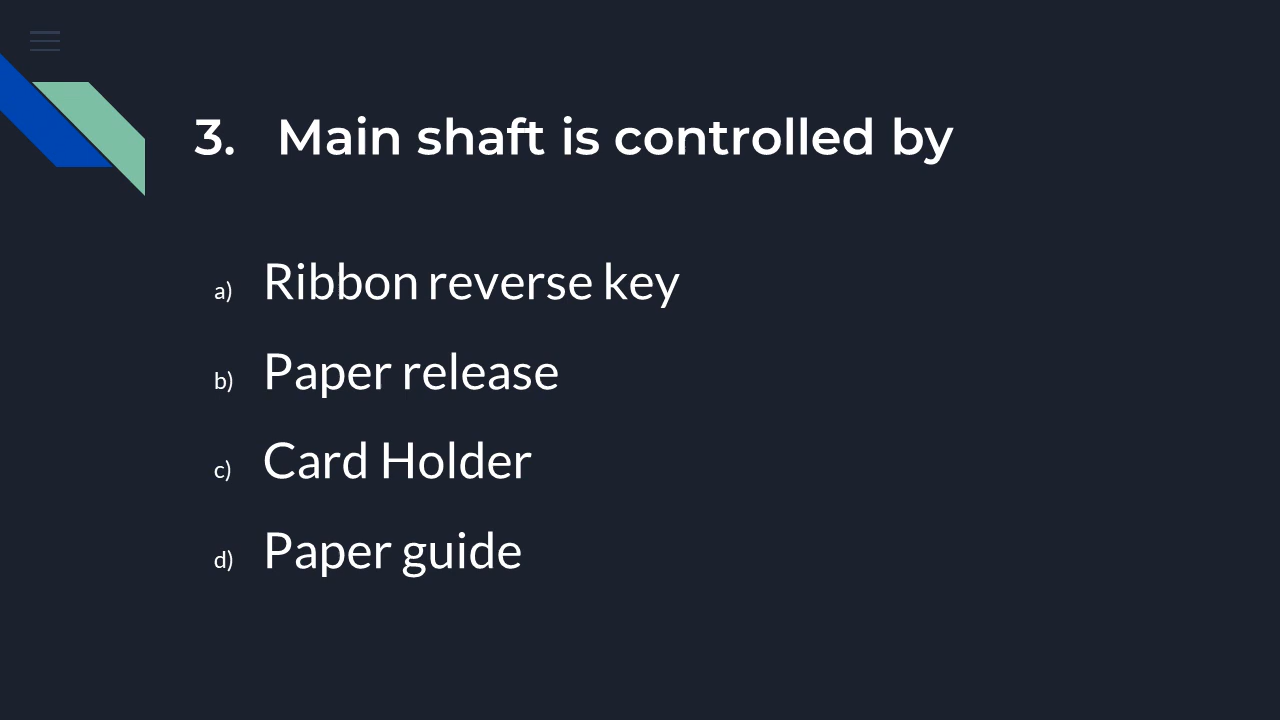 3. Main shaft is controlled by
a) Ribbon reverse key
b) Paper release
c) Card Holder
d) Paper guide